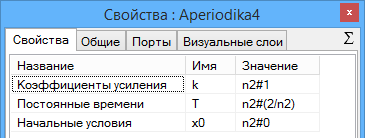 Свойства : Aperiodika4
Свойства Общие Порты Визуальные слои Σ
Название Имя Значение
Коэффициенты усиления k n2#1
Постоянные времени T n2#(2/n2)
Начальные условия x0 n2#0